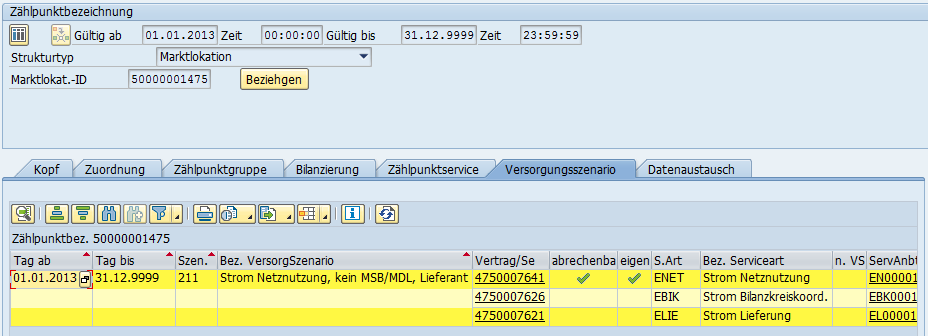 Zählpunktbezeichnung
Gültig ab 01.01.2013 Zeit 00:00:00 Gültig bis 31.12.9999 Zeit 23:59:59
Strukturtyp Marktlokation
Marktlokat.-ID 50000001475 Beziehgen
Kopf Zuordnung Zählpunktgruppe Bilanzierung Zählpunktservice Versorgungsszenario Datenaustausch
Zählpunktbez. 50000001475
Tag ab Tag bis Szen. Bez. VersorgSzenario Vertrag/Se abrechenba eigen S.Art Bez. Serviceart n. VS ServAnbt
01.01.2013 31.12.9999 211 Strom Netznutzung, kein MSB/MDL, Lieferant 4750007641 ENET Strom Netznutzung EN00001
4750007626 EBIK Strom Bilanzkreiskoord. EBK0001
4750007621 ELIE Strom Lieferung EL00001